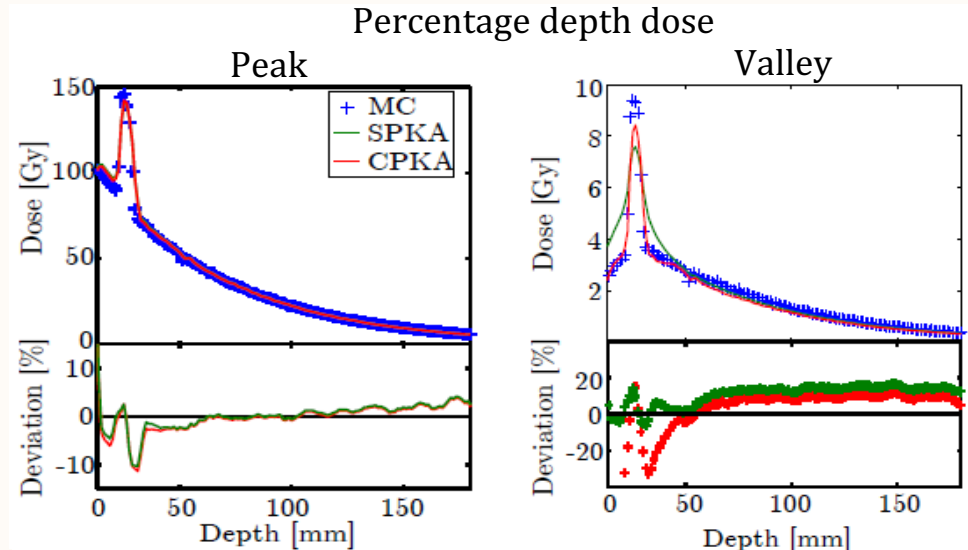 Percentage depth dose
Peak
150
100
50
0
Dose [Gy]
MC
SPKA
CPKA
10
0
-10
Deviation [%]
0 50 100 150
Depth [mm]
Valley
10
8
6
4
2
Dose [Gy]
20
0
-20
Deviation [%]
0 50 100 150
Depth [mm]